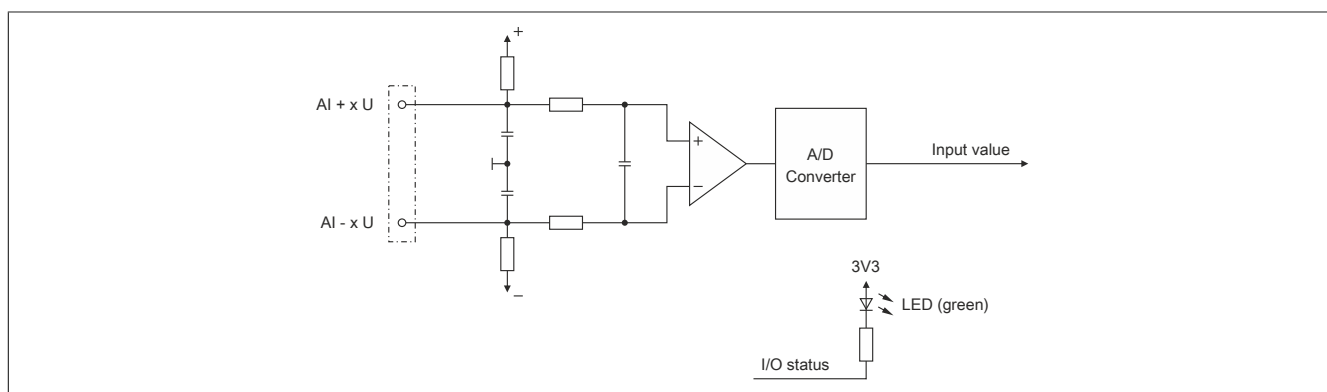 +
AI + x U
+
A/D
Converter
Input value
−
AI - x U
−
3V3
LED (green)
I/O status